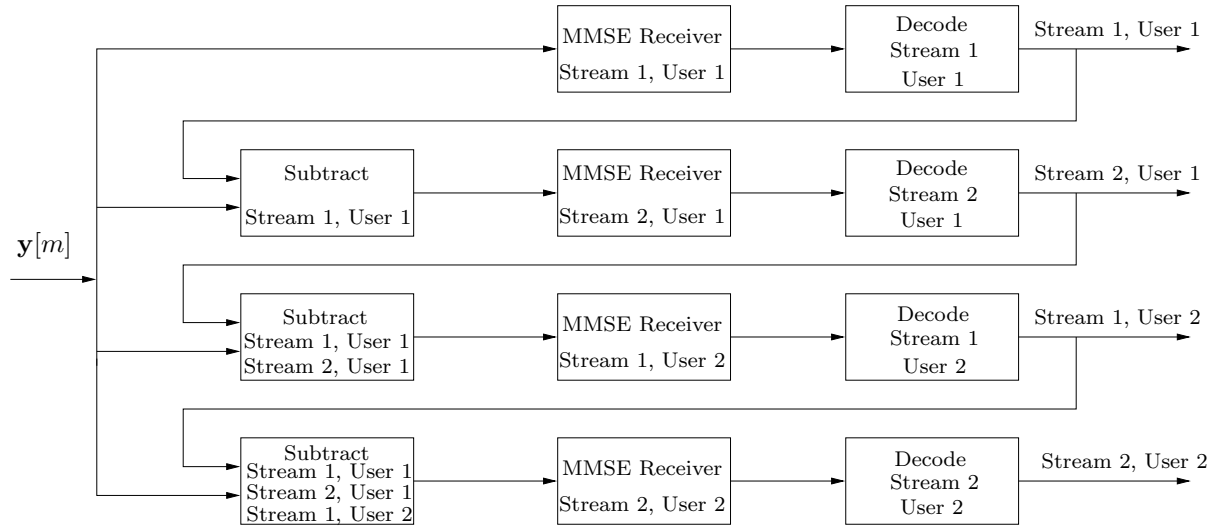 MMSE Receiver
Stream 1, User 1
Decode
Stream 1
User 1
Stream 1, User 1
Subtract
Stream 1, User 1
MMSE Receiver
Stream 2, User 1
Decode
Stream 2
User 1
Stream 2, User 1
y[m]
Subtract
Stream 1, User 1
Stream 2, User 1
MMSE Receiver
Stream 1, User 2
Decode
Stream 1
User 2
Stream 1, User 2
Subtract
Stream 1, User 1
Stream 2, User 1
Stream 1, User 2
MMSE Receiver
Stream 2, User 2
Decode
Stream 2
User 2
Stream 2, User 2